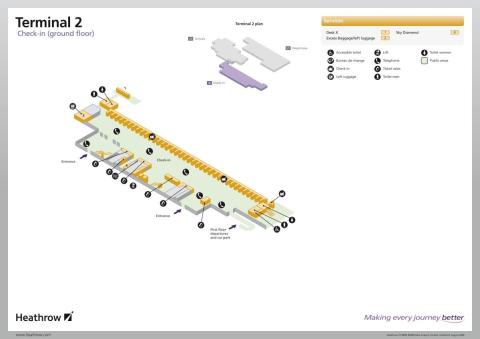 Terminal 2
Check-in (ground floor)
Terminal 2 plan
Services
Desk X
Sky Diamond
Excess Baggage/left luggage
Accessible toilet
Lift
Toilet women
Bureau de change
Telephone
Public areas
Check-in
Ticket sales
Left luggage
Toilet men
Check-in
Entrance
Check-in
Entrance
First floor
departures
and car park
Heathrow
Making every journey better
www.heathrow.com